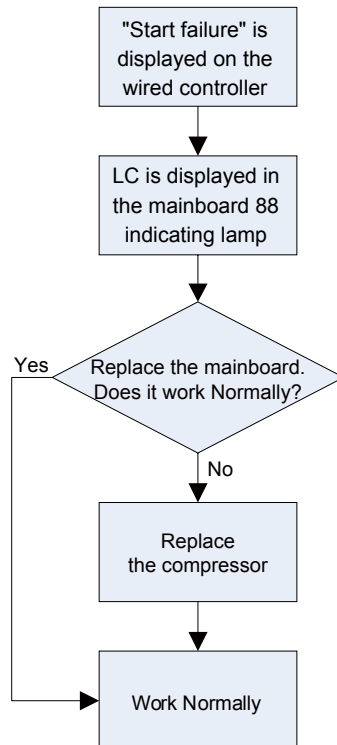 "Start failure" is
displayed on the
wired controller
LC is displayed in
the mainboard 88
indicating lamp
Yes
Replace the mainboard.
Does it work Normally?
No
Replace
the compressor
Work Normally